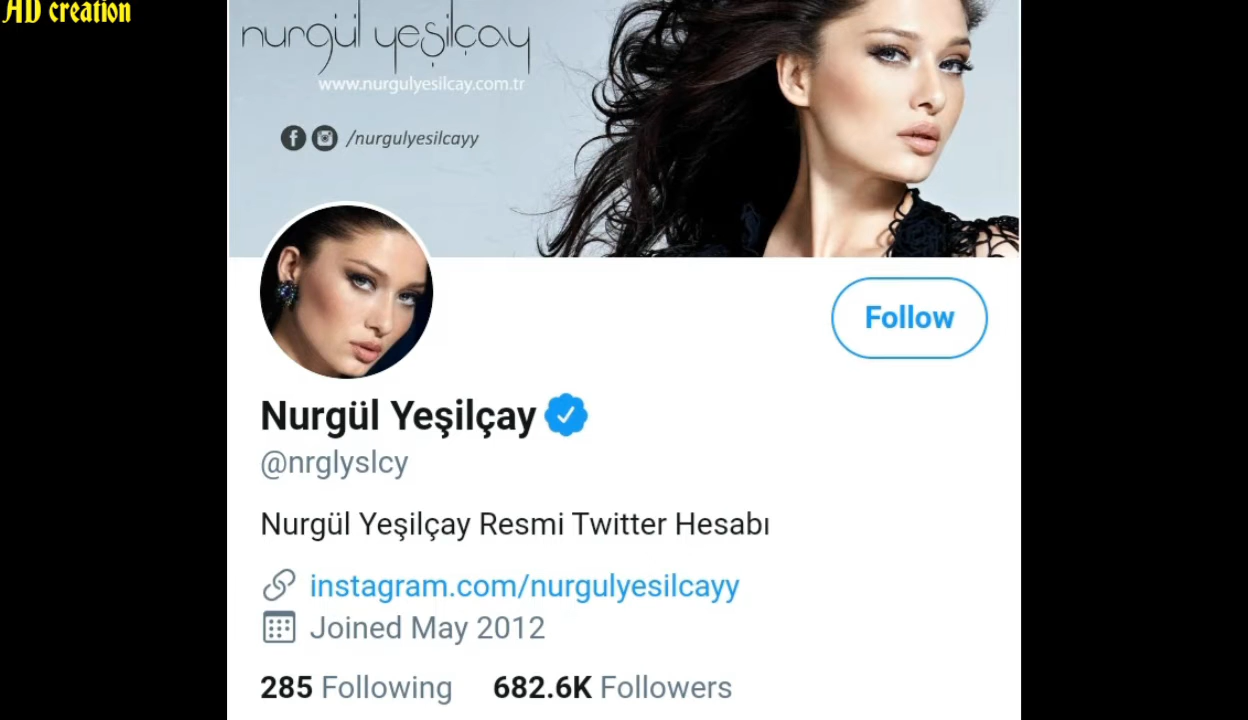 AD creation
nurgül yeşilçay
www.nurgulyesilcay.com.tr
/nurgulyesilcayy
Follow
Nurgül Yeşilçay
@nrglyslcy
Nurgül Yeşilçay Resmi Twitter Hesabı
instagram.com/nurgulyesilcayy
Joined May 2012
285 Following 682.6K Followers